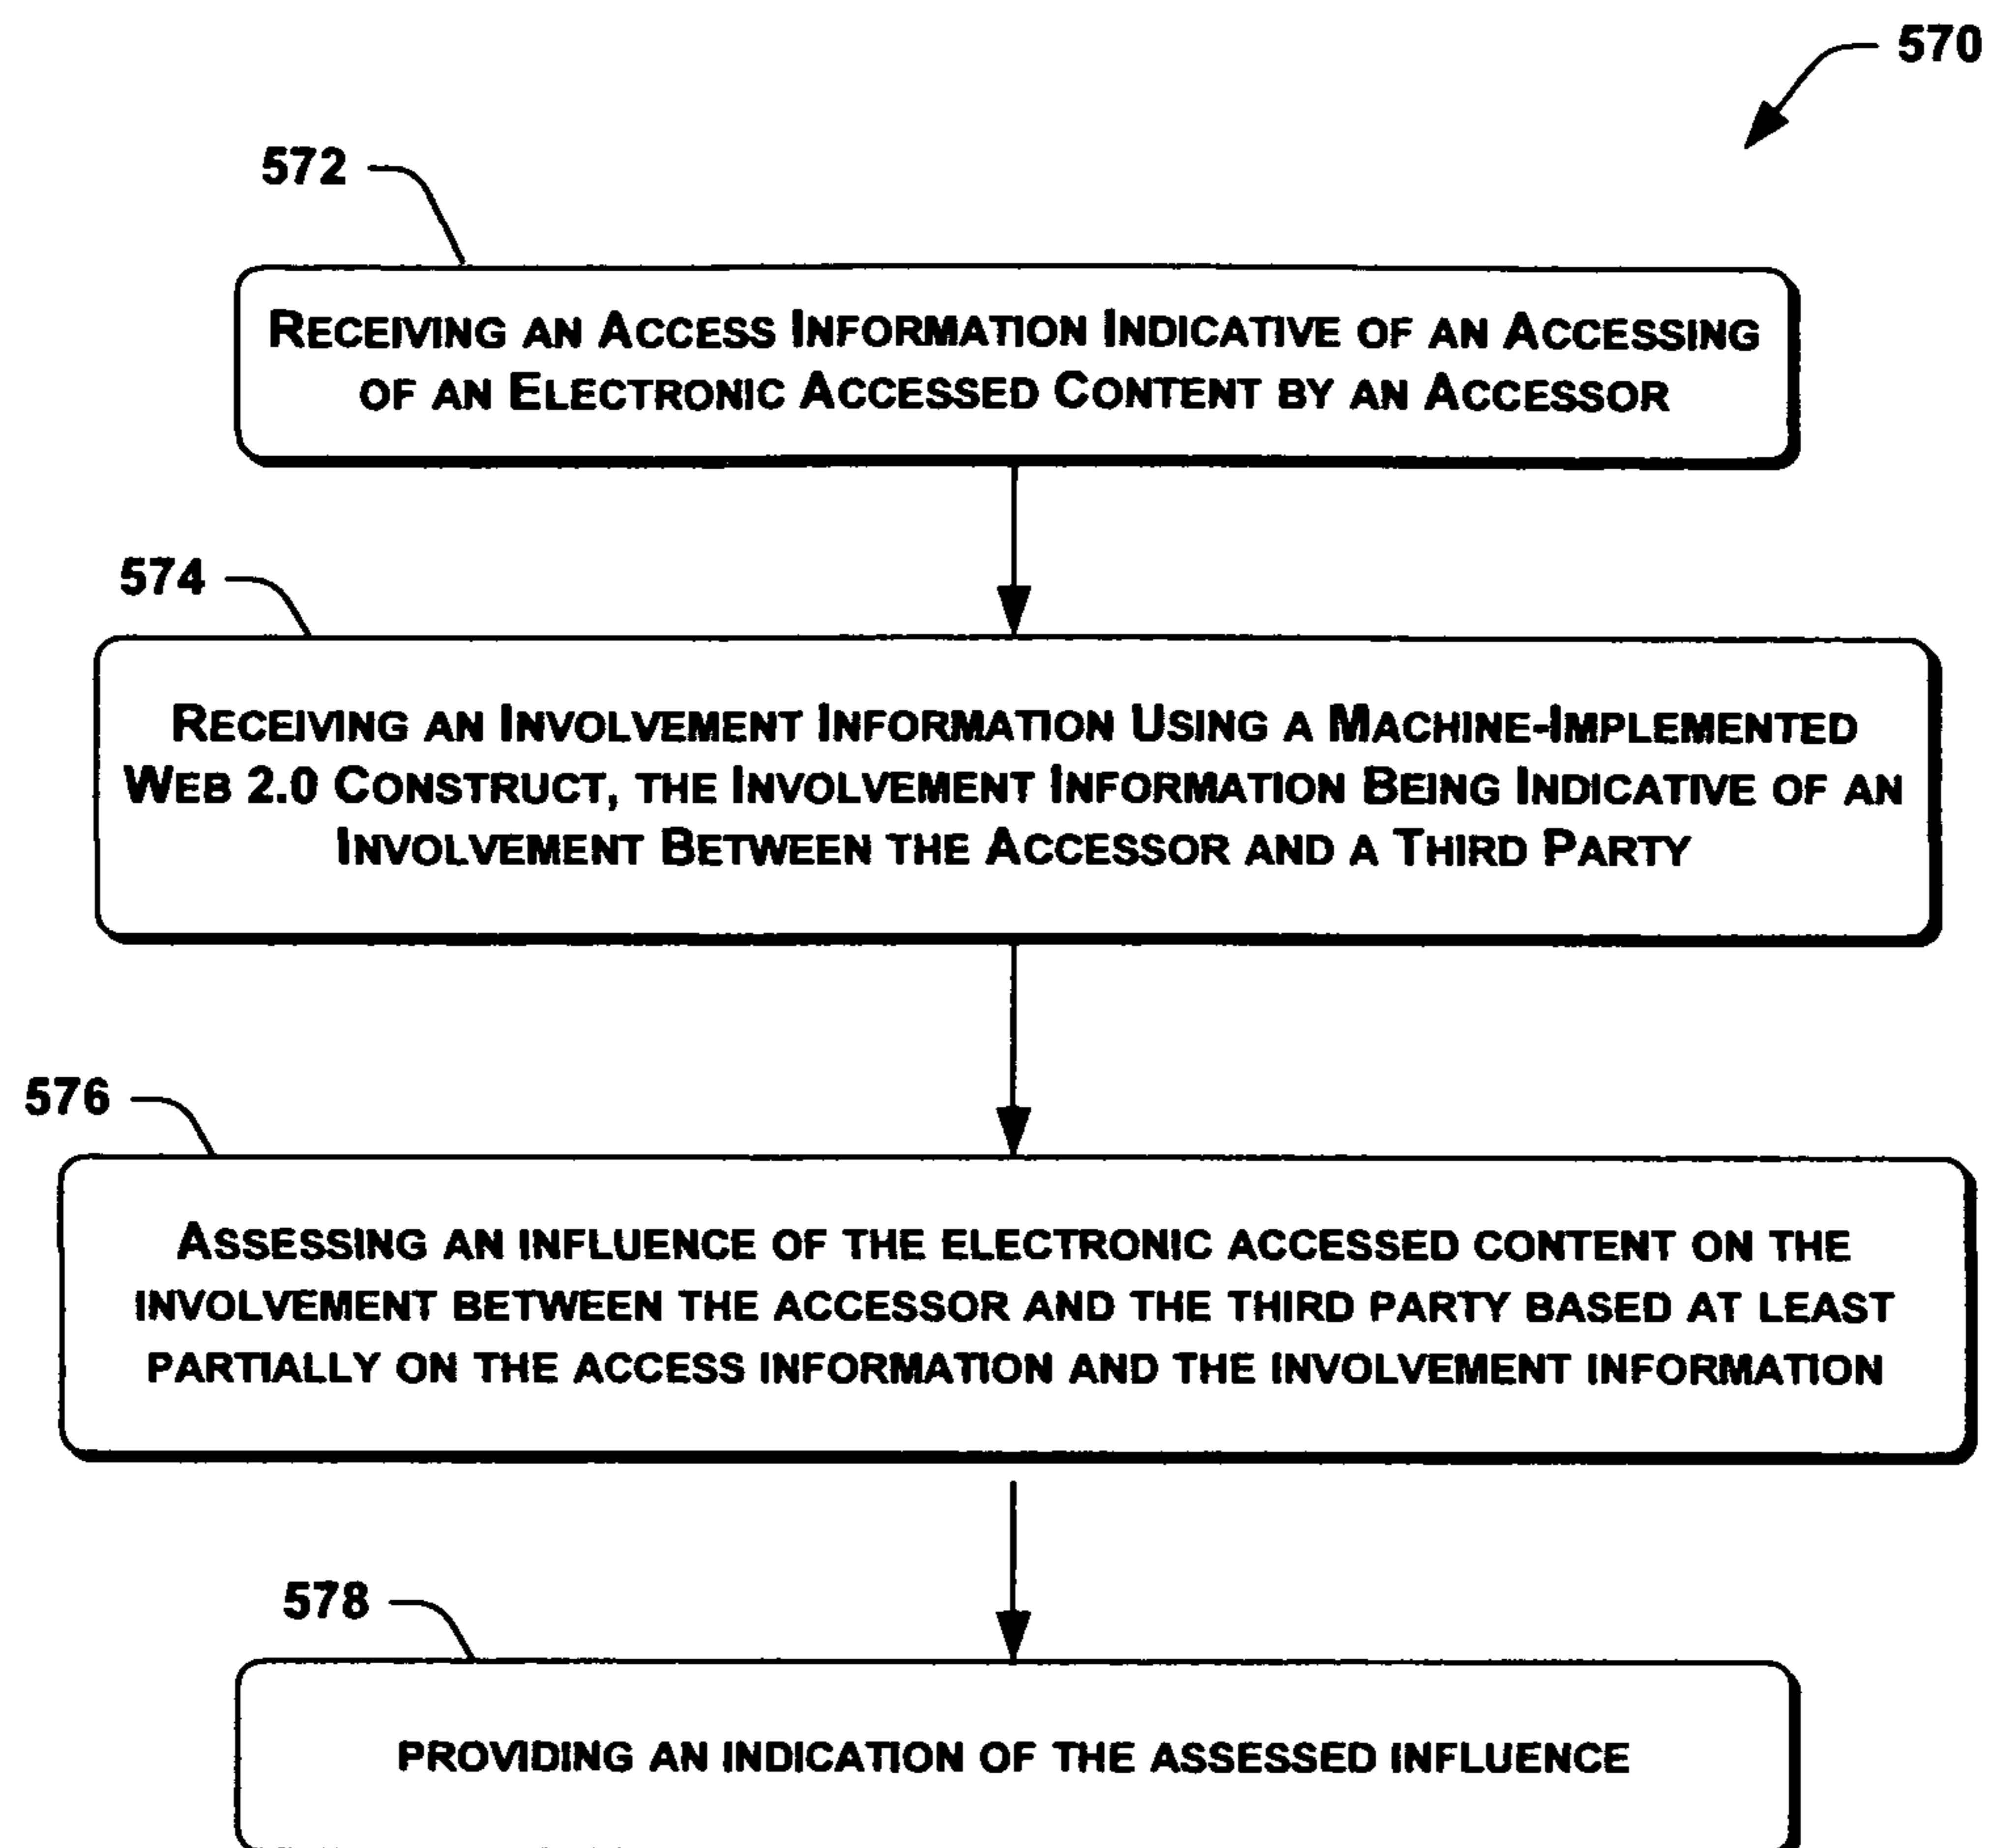 570
572
RECEIVING AN ACCESS INFORMATION INDICATIVE OF AN ACCESSING
OF AN ELECTRONIC ACCESSED CONTENT BY AN ACCESSOR
574
RECEIVING AN INVOLVEMENT INFORMATION USING A MACHINE-IMPLEMENTED
WEB 2.0 CONSTRUCT, THE INVOLVEMENT INFORMATION BEING INDICATIVE OF AN
INVOLVEMENT BETWEEN THE ACCESSOR AND A THIRD PARTY
576
ASSESSING AN INFLUENCE OF THE ELECTRONIC ACCESSED CONTENT ON THE
INVOLVEMENT BETWEEN THE ACCESSOR AND THE THIRD PARTY BASED AT LEAST
PARTIALLY ON THE ACCESS INFORMATION AND THE INVOLVEMENT INFORMATION
578
PROVIDING AN INDICATION OF THE ASSESSED INFLUENCE